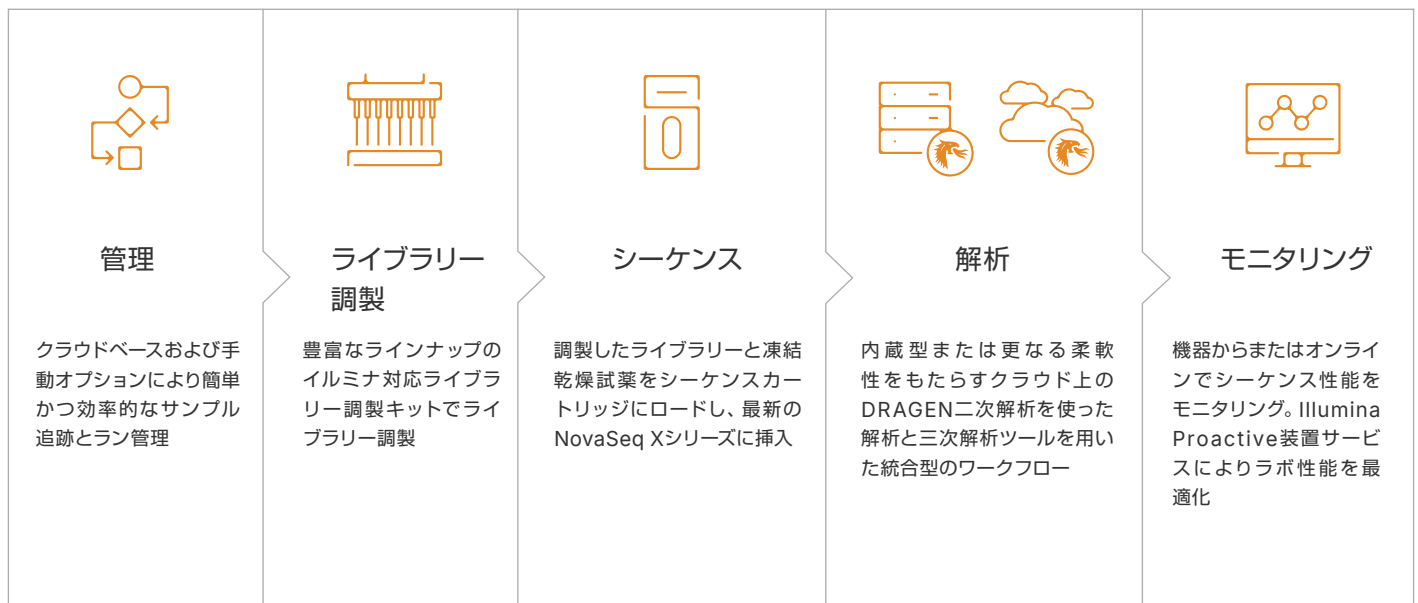 管理
クラウドベースおよび手
動オプションにより簡単
かつ効率的なサンプル
追跡とラン管理
ライブラリー
調製
豊富なラインナップの
イルミナ対応ライブラ
リー調製キットでライ
ブラリー調製
シーケンス
調製したライブラリーと凍結
乾燥試薬をシーケンスカー
トリッジにロードし、最新の
NovaSeq Xシリーズに挿入
解析
内蔵型または更なる柔軟
性をもたらすクラウド上の
DRAGEN二次解析を使った
解析と三次解析ツールを用い
た統合型のワークフロー
モニタリング
機器からまたはオンライ
ンでシーケンス性能を
モニタリング。Illumina
Proactive装置サービ
スによりラボ性能を最
適化